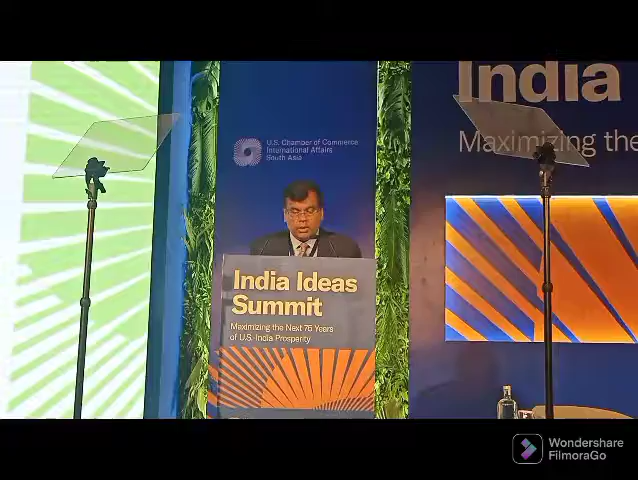 India
Maximizing the
U.S. Chamber of Commerce
International Affairs
South Asia
India Ideas
Summit
Maximizing the Next 75 Years
of U.S.-India Prosperity
Wondershare
FilmoraGo